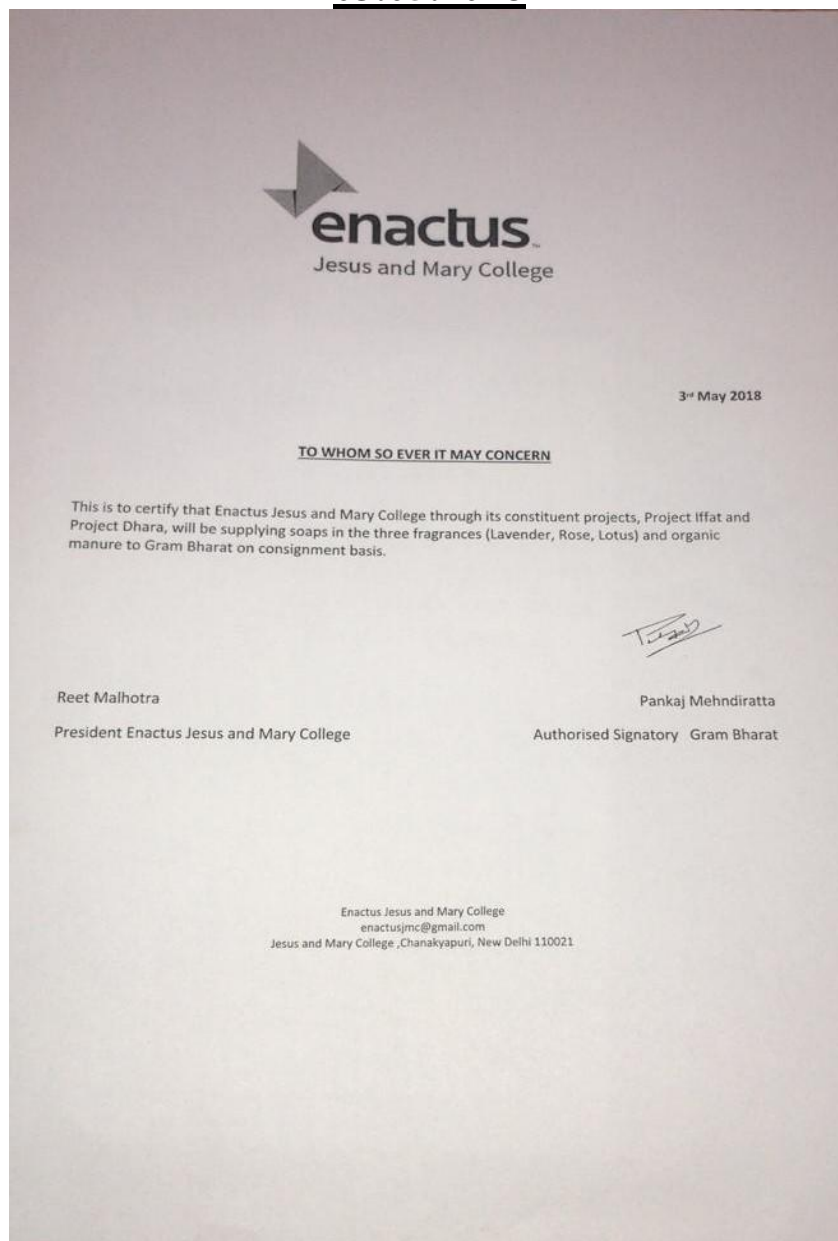 enactus™
Jesus and Mary College
3rd May 2018
TO WHOM SO EVER IT MAY CONCERN
This is to certify that Enactus Jesus and Mary College through its constituent projects, Project Iffat and
Project Dhara, will be supplying soaps in the three fragrances (Lavender, Rose, Lotus) and organic
manure to Gram Bharat on consignment basis.
Reet Malhotra
Pankaj Mehndiratta
President Enactus Jesus and Mary College
Authorised Signatory Gram Bharat
Enactus Jesus and Mary College
enactusjmc@gmail.com
Jesus and Mary College ,Chanakyapuri, New Delhi 110021